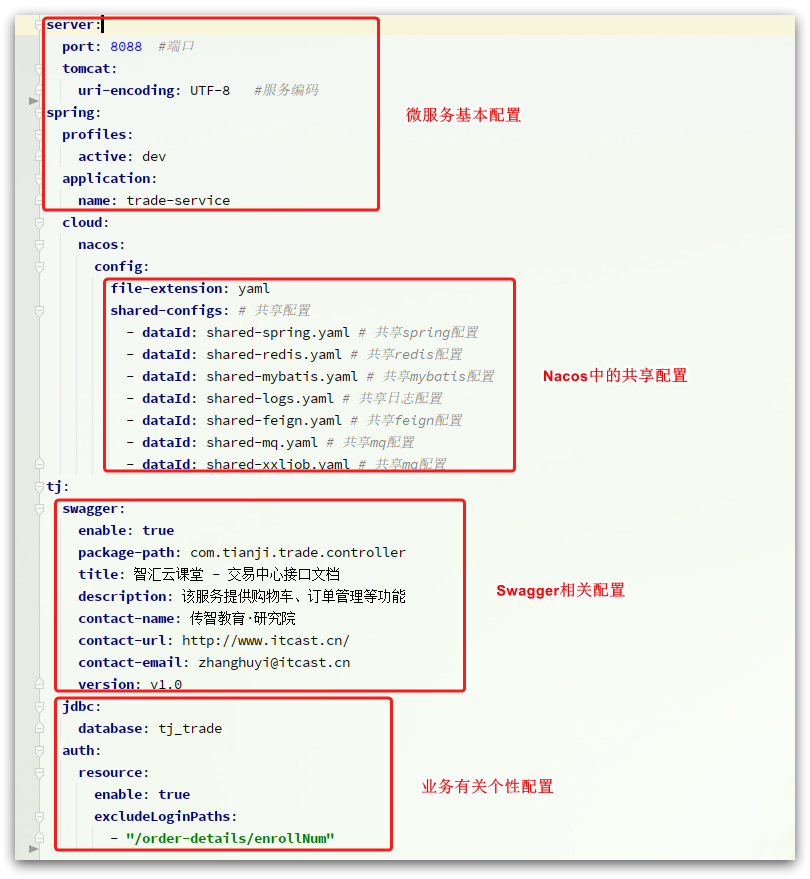 server:
  port: 8088  #端口
  tomcat:
    uri-encoding: UTF-8   #服务编码
微服务基本配置
spring:
  profiles:
    active: dev
  application:
    name: trade-service
  cloud:
    nacos:
      config:
        file-extension: yaml
        shared-configs: # 共享配置
          - dataId: shared-spring.yaml # 共享spring配置
          - dataId: shared-redis.yaml # 共享redis配置
          - dataId: shared-mybatis.yaml # 共享mybatis配置
Nacos中的共享配置
          - dataId: shared-logs.yaml # 共享日志配置
          - dataId: shared-feign.yaml # 共享feign配置
          - dataId: shared-mq.yaml # 共享mq配置
          - dataId: shared-xxljob.yaml # 共享mq配置
tj:
  swagger:
    enable: true
    package-path: com.tianji.trade.controller
    title: 智汇云课堂 - 交易中心接口文档
    description: 该服务提供购物车、订单管理等功能
Swagger相关配置
    contact-name: 传智教育·研究院
    contact-url: http://www.itcast.cn/
    contact-email: zhanghuyi@itcast.cn
    version: v1.0
  jdbc:
    database: tj_trade
  auth:
    resource:
业务有关个性配置
      enable: true
      excludeLoginPaths:
        - "/order-details/enrollNum"